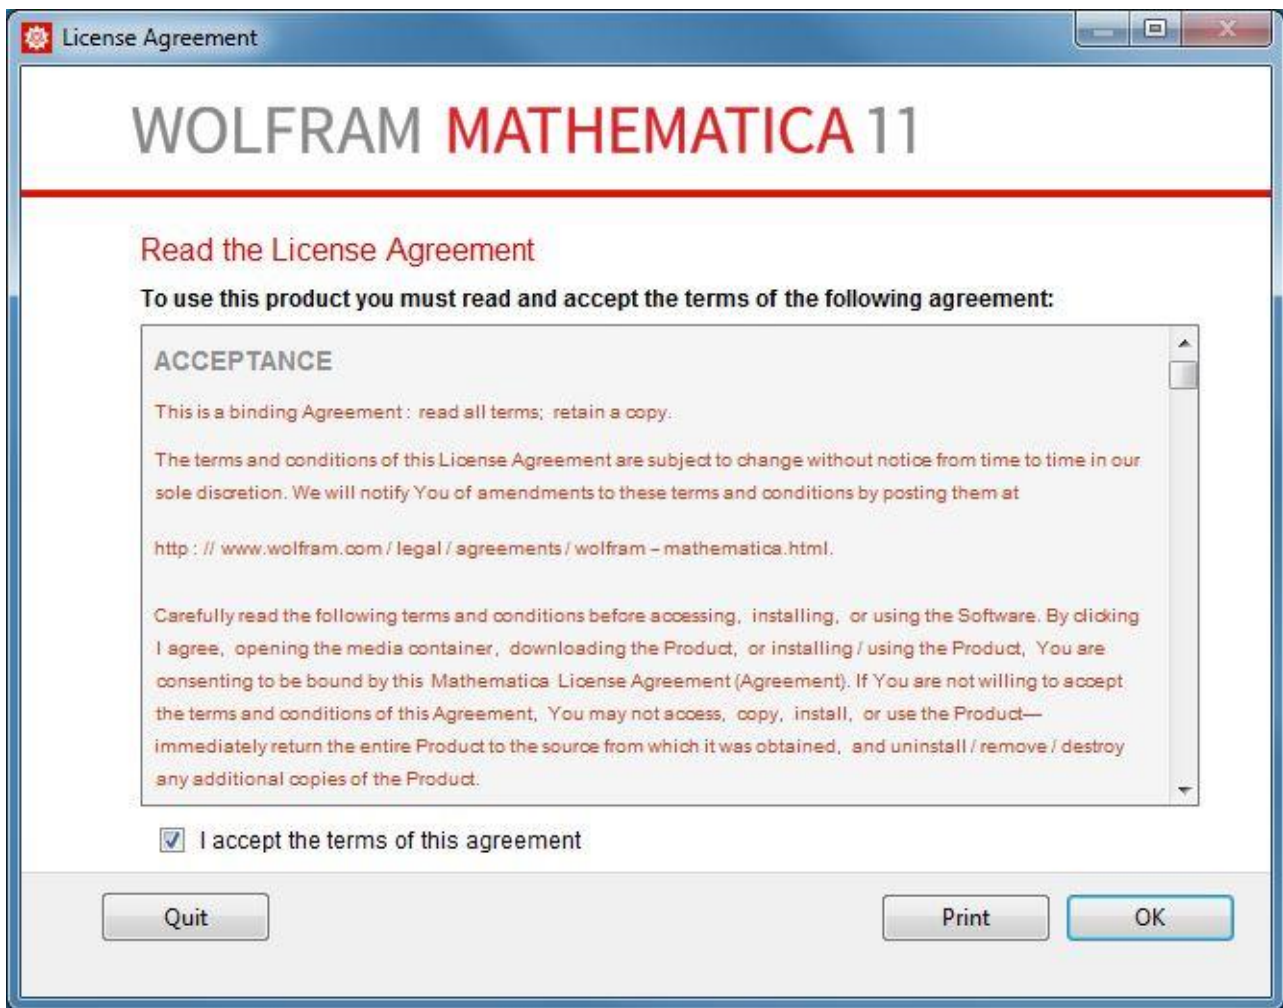 License Agreement
WOLFRAM MATHEMATICA 11
Read the License Agreement
To use this product you must read and accept the terms of the following agreement:
ACCEPTANCE
This is a binding Agreement : read all terms; retain a copy.
The terms and conditions of this License Agreement are subject to change without notice from time to time in our
sole discretion. We will notify You of amendments to these terms and conditions by posting them at
http : // www.wolfram.com / legal / agreements / wolfram – mathematica.html.
Carefully read the following terms and conditions before accessing, installing, or using the Software. By clicking
I agree, opening the media container, downloading the Product, or installing / using the Product, You are
consenting to be bound by this Mathematica License Agreement (Agreement). If You are not willing to accept
the terms and conditions of this Agreement, You may not access, copy, install, or use the Product—
immediately return the entire Product to the source from which it was obtained, and uninstall / remove / destroy
any additional copies of the Product.
I accept the terms of this agreement
Quit Print OK